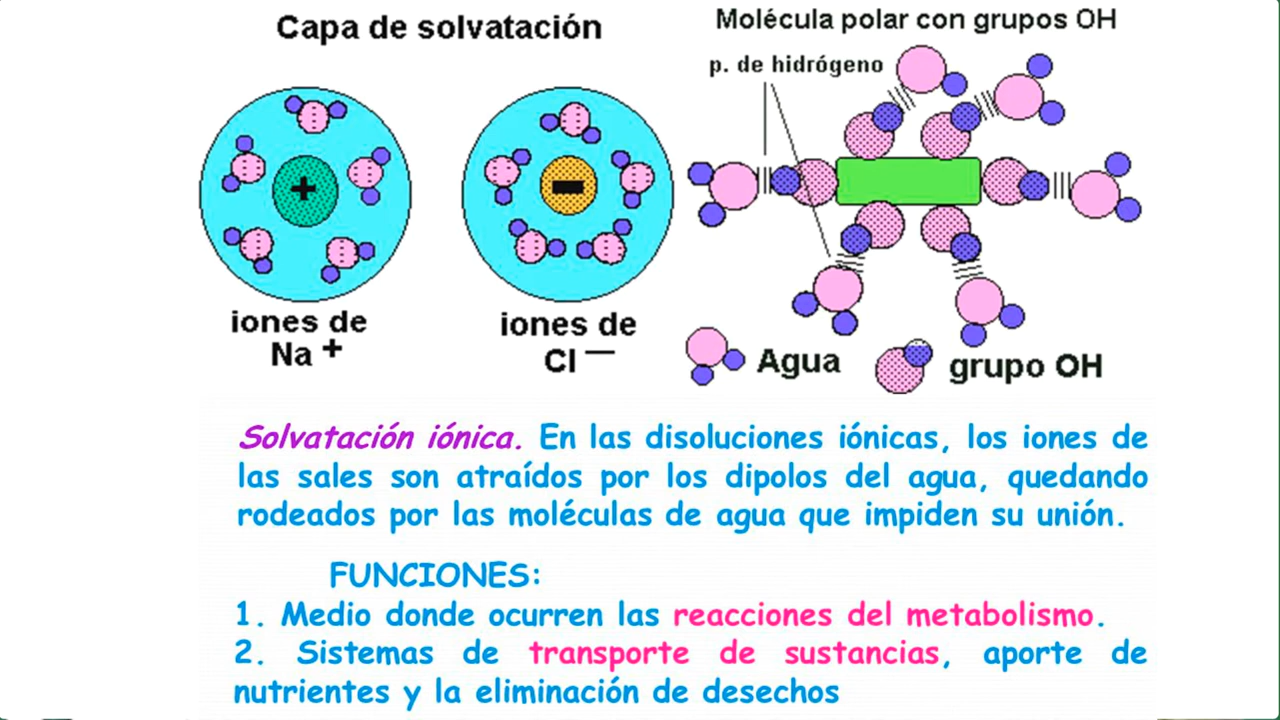 Capa de solvatación
Molécula polar con grupos OH
p. de hidrógeno
+
iones de
Na +
iones de
Cl —
Agua
grupo OH
Solvatación iónica. En las disoluciones iónicas, los iones de
las sales son atraídos por los dipolos del agua, quedando
rodeados por las moléculas de agua que impiden su unión.
FUNCIONES:
1. Medio donde ocurren las reacciones del metabolismo.
2. Sistemas de transporte de sustancias, aporte de
nutrientes y la eliminación de desechos